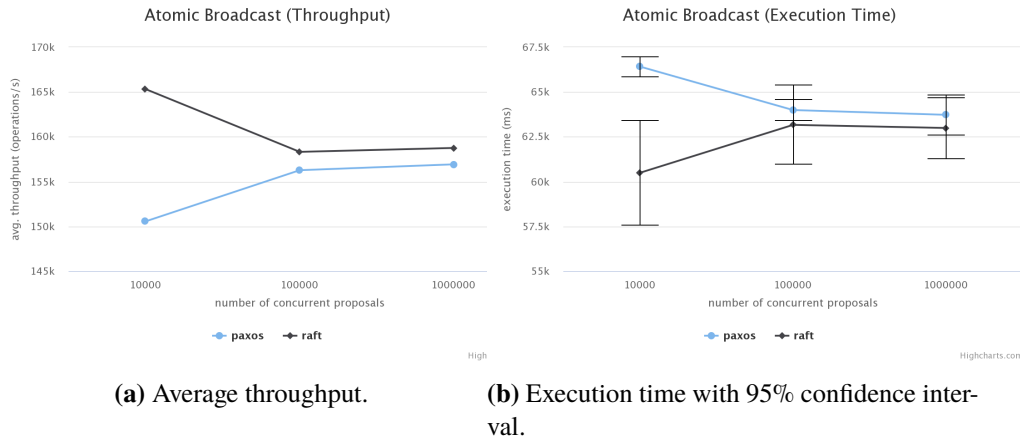 Atomic Broadcast (Throughput)
170k
165k
160k
155k
150k
145k
avg. throughput (operations/s)
10000
100000
1000000
number of concurrent proposals
paxos
raft
High
(a) Average throughput.
Atomic Broadcast (Execution Time)
67.5k
65k
62.5k
60k
57.5k
55k
execution time (ms)
10000
100000
1000000
number of concurrent proposals
paxos
raft
Highcharts.con
(b) Execution time with 95% confidence inter-
val.